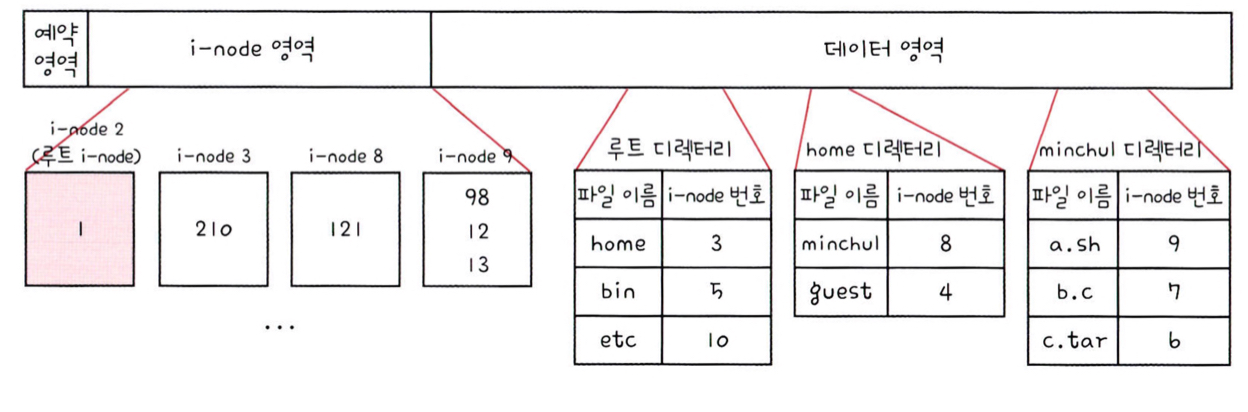 예약
영역
i-node 영역
데이터 영역
i-node 2
(루트 i-node)
i-node 3
i-node 8
i-node 9
1
210
121
98
12
13
...
루트 디렉터리
파일 이름 i-node 번호
home 3
bin 5
etc 10
home 디렉터리
파일 이름 i-node 번호
minchul 8
guest 4
minchul 디렉터리
파일 이름 i-node 번호
a.sh 9
b.c 7
c.tar 6